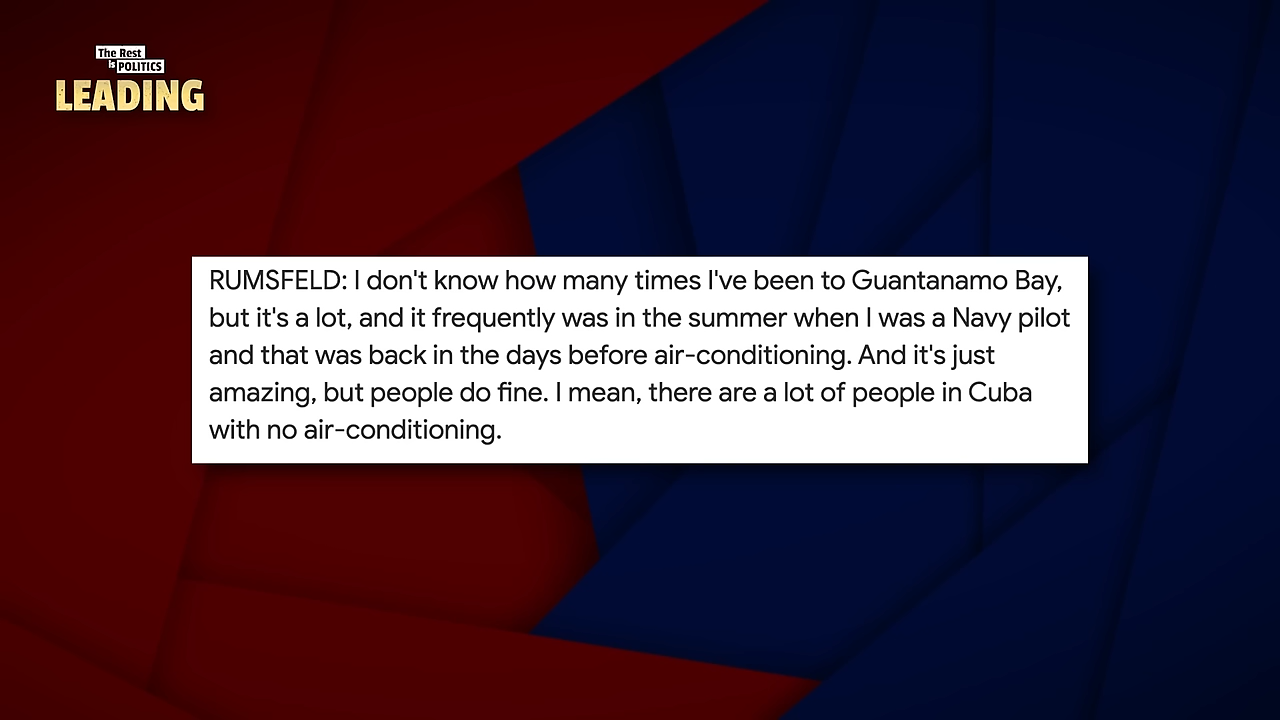 The Rest
is POLITICS
LEADING
RUMSFELD: I don't know how many times I've been to Guantanamo Bay,
but it's a lot, and it frequently was in the summer when I was a Navy pilot
and that was back in the days before air-conditioning. And it's just
amazing, but people do fine. I mean, there are a lot of people in Cuba
with no air-conditioning.